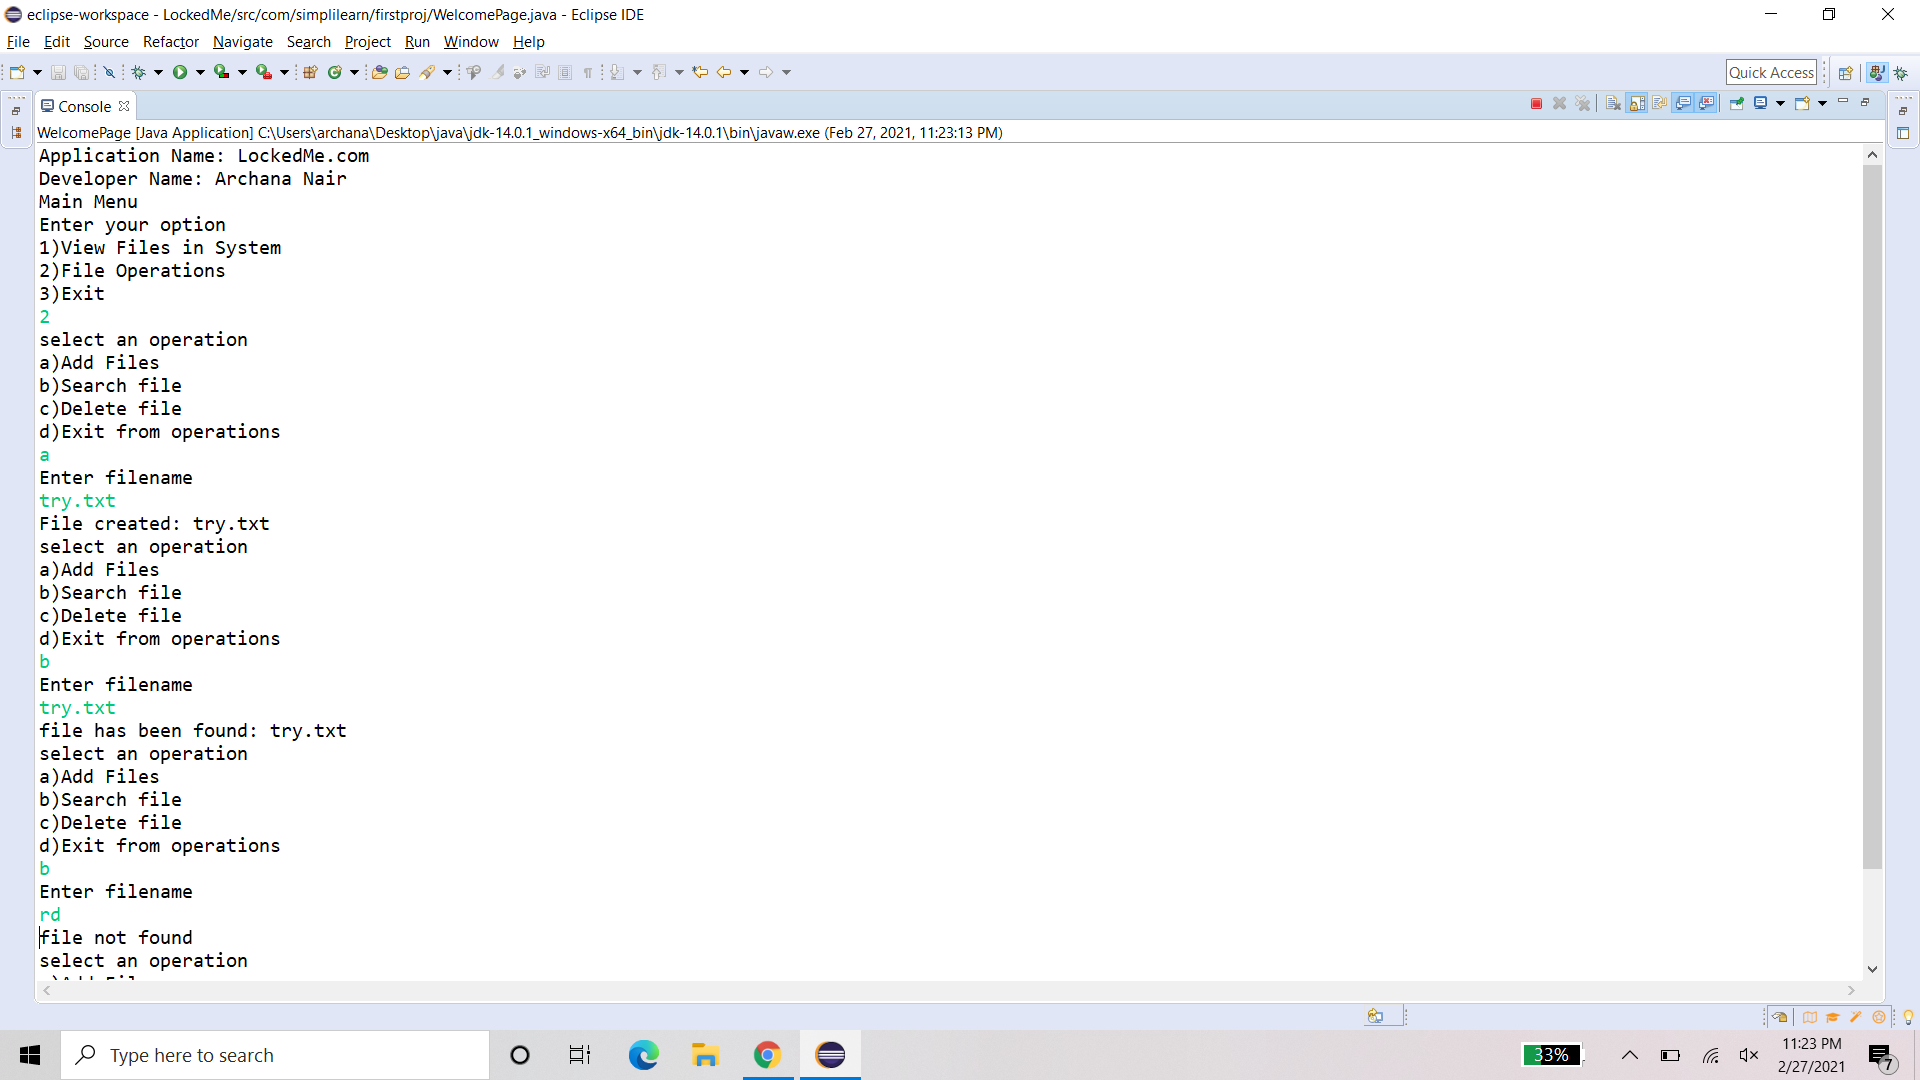 eclipse-workspace - LockedMe/src/com/simplilearn/firstproj/WelcomePage.java - Eclipse IDE
File Edit Source Refactor Navigate Search Project Run Window Help
Quick Access
Console
WelcomePage [Java Application] C:\Users\archana\Desktop\java\jdk-14.0.1_windows-x64_bin\jdk-14.0.1\bin\javaw.exe (Feb 27, 2021, 11:23:13 PM)
Application Name: LockedMe.com
Developer Name: Archana Nair
Main Menu
Enter your option
1)View Files in System
2)File Operations
3)Exit
2
select an operation
a)Add Files
b)Search file
c)Delete file
d)Exit from operations
a
Enter filename
try.txt
File created: try.txt
select an operation
a)Add Files
b)Search file
c)Delete file
d)Exit from operations
b
Enter filename
try.txt
file has been found: try.txt
select an operation
a)Add Files
b)Search file
c)Delete file
d)Exit from operations
b
Enter filename
rd
file not found
select an operation
Type here to search
33%
11:23 PM
2/27/2021
7